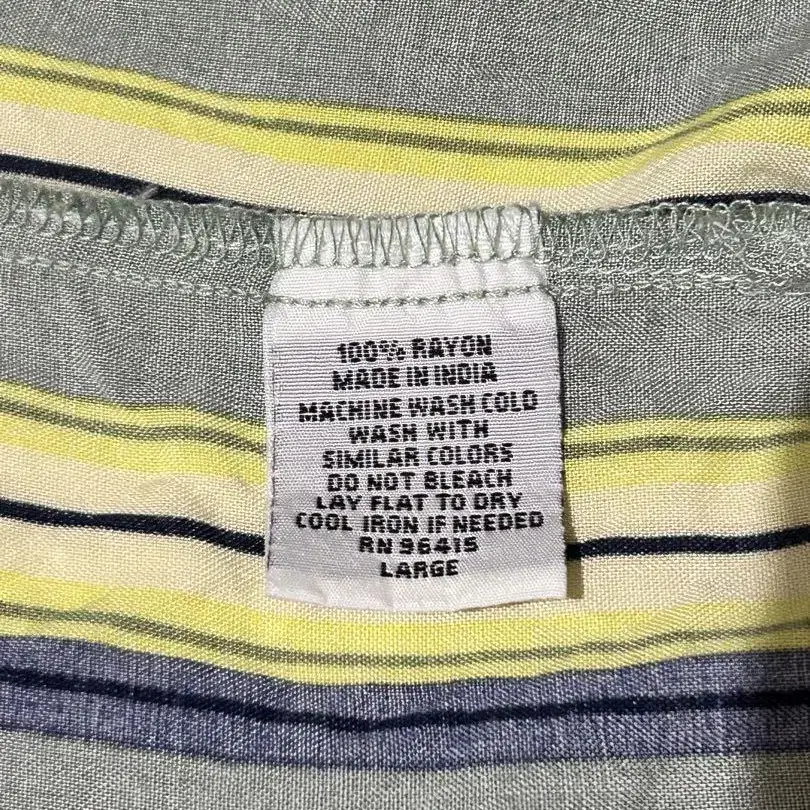 100% RAYON
MADE IN INDIA
MACHINE WASH COLD
WASH WITH
SIMILAR COLORS
DO NOT BLEACH
LAY FLAT TO DRY
COOL IRON IF NEEDED
RN 96415
LARGE